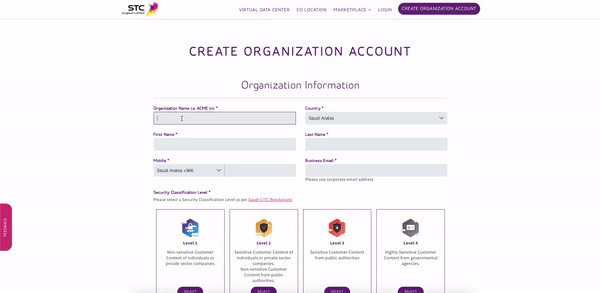 STC
VIRTUAL DATA CENTER
CO LOCATION
MARKETPLACE
LOGIN
CREATE ORGANIZATION ACCOUNT
CREATE ORGANIZATION ACCOUNT
Organization Information
Organization Name i.e. ACME inc *
Country *
Saudi Arabia
First Name *
Last Name *
Mobile *
Business Email *
Saudi Arabia +966
Please use corporate email address
Security Classification Level *
Please select a Security Classification Level as per Saudi CITC Regulations
FEEDBACK
Level 1
Non-sensitive Customer
Content of individuals or
private sector companies
SELECT
Level 2
Sensitive Customer Content of
individuals or private sector
companies.
Non-sensitive Customer
Content from public
authorities.
SELECT
Level 3
Sensitive Customer Content
from public authorities
SELECT
Level 4
Highly-Sensitive Customer
Content from governmental
agencies.
SELECT